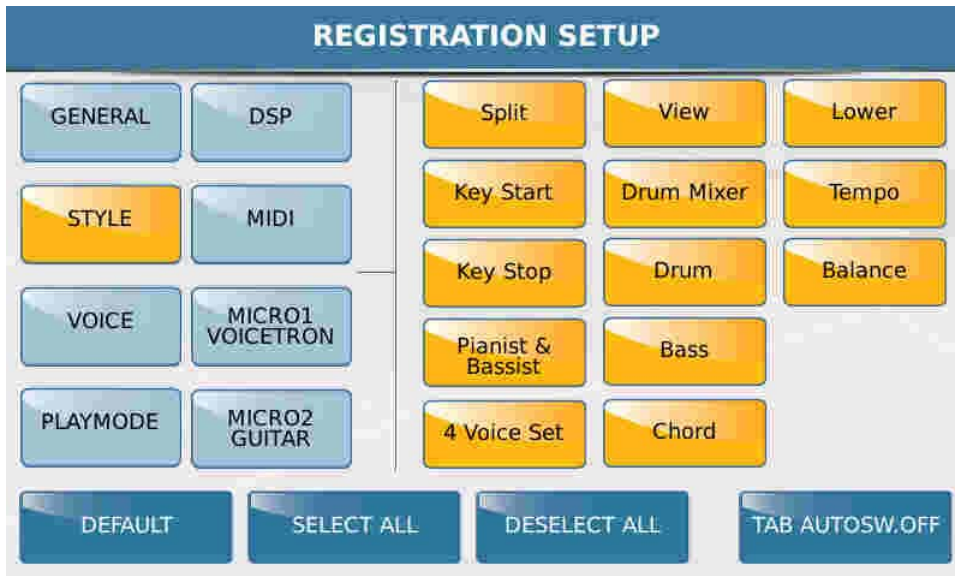 REGISTRATION SETUP
GENERAL
DSP
STYLE
MIDI
VOICE
MICRO1
VOICETRON
PLAYMODE
MICRO2
GUITAR
Split
View
Lower
Key Start
Drum Mixer
Tempo
Key Stop
Drum
Balance
Pianist &
Bassist
Bass
4 Voice Set
Chord
DEFAULT
SELECT ALL
DESELECT ALL
TAB AUTOSW.OFF